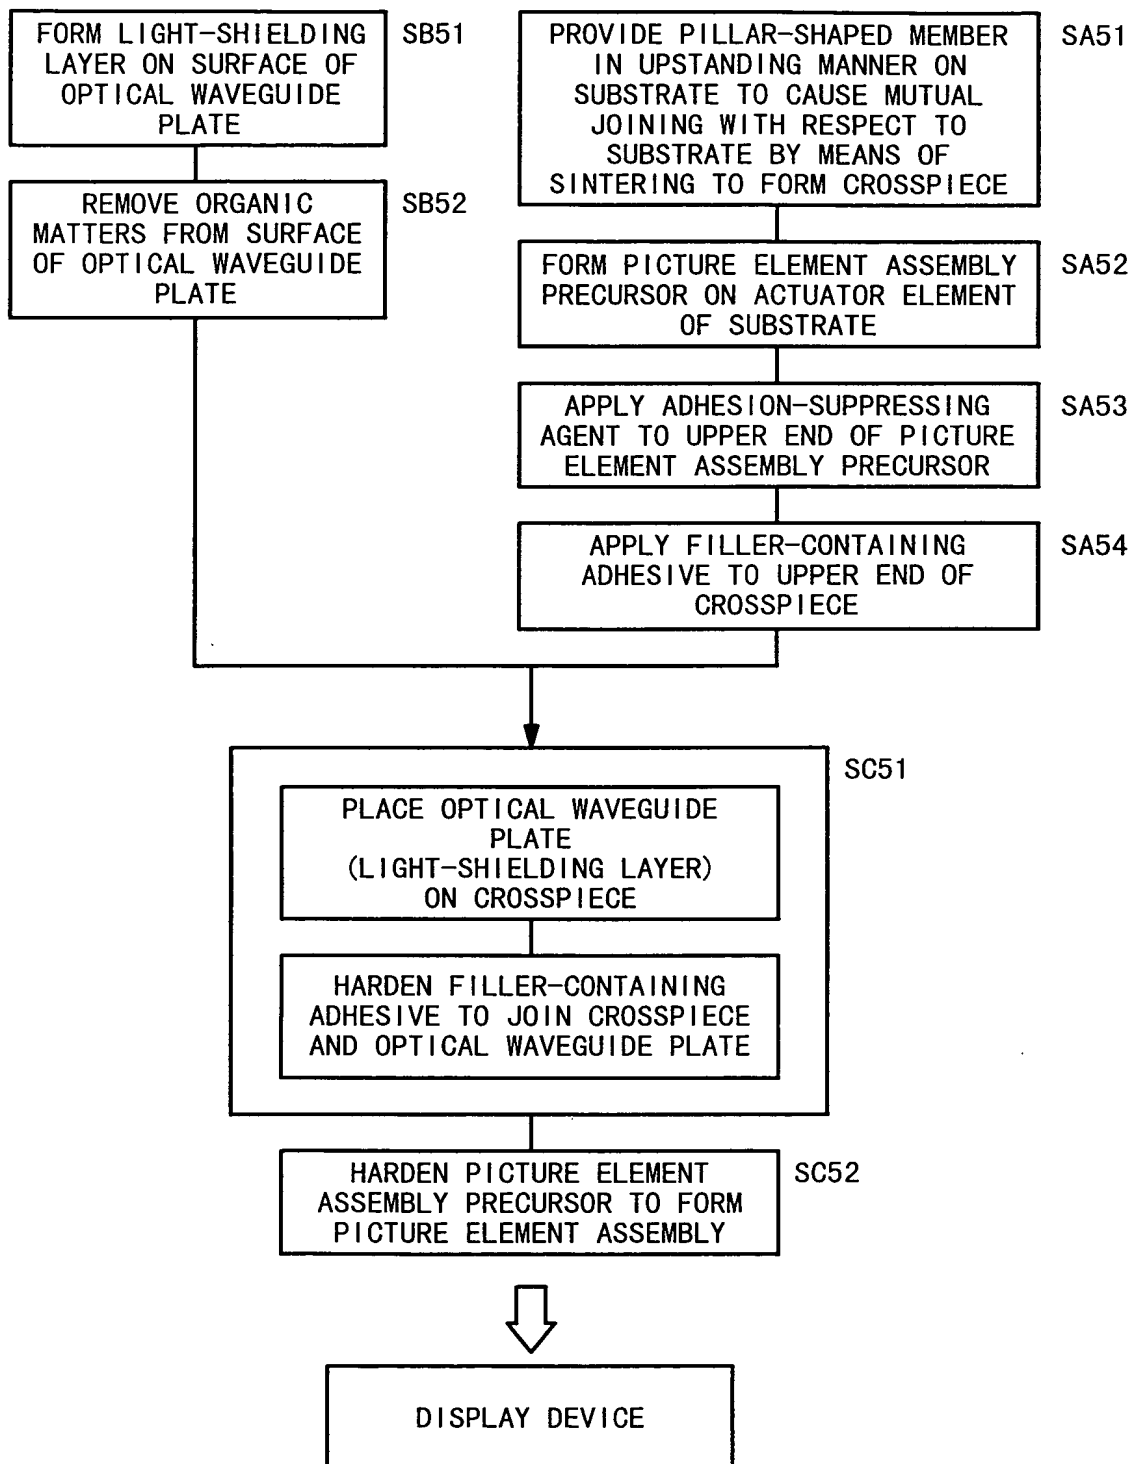 FORM LIGHT-SHIELDING
LAYER ON SURFACE OF
OPTICAL WAVEGUIDE
PLATE
SB51
REMOVE ORGANIC
MATTERS FROM SURFACE
OF OPTICAL WAVEGUIDE
PLATE
SB52
PROVIDE PILLAR-SHAPED MEMBER
IN UPSTANDING MANNER ON
SUBSTRATE TO CAUSE MUTUAL
JOINING WITH RESPECT TO
SUBSTRATE BY MEANS OF
SINTERING TO FORM CROSSPIECE
SA51
FORM PICTURE ELEMENT ASSEMBLY
PRECURSOR ON ACTUATOR ELEMENT
OF SUBSTRATE
SA52
APPLY ADHESION-SUPPRESSING
AGENT TO UPPER END OF PICTURE
ELEMENT ASSEMBLY PRECURSOR
SA53
APPLY FILLER-CONTAINING
ADHESIVE TO UPPER END OF
CROSSPIECE
SA54
SC51
PLACE OPTICAL WAVEGUIDE
PLATE
(LIGHT-SHIELDING LAYER)
ON CROSSPIECE
HARDEN FILLER-CONTAINING
ADHESIVE TO JOIN CROSSPIECE
AND OPTICAL WAVEGUIDE PLATE
HARDEN PICTURE ELEMENT
ASSEMBLY PRECURSOR TO FORM
PICTURE ELEMENT ASSEMBLY
SC52
DISPLAY DEVICE